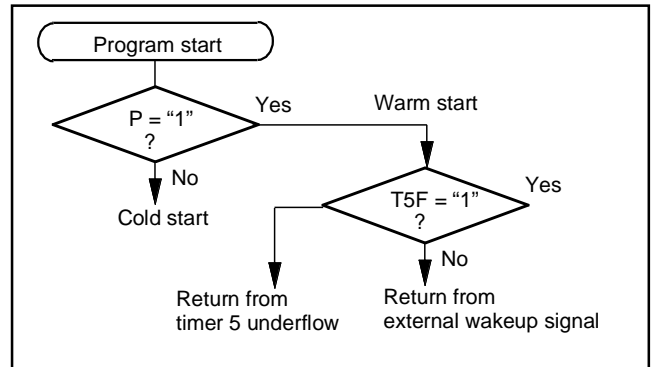 Program start
P = “1”
?
Yes
Warm start
No
Cold start
T5F = “1”
?
Yes
No
Return from
timer 5 underflow
Return from
external wakeup signal